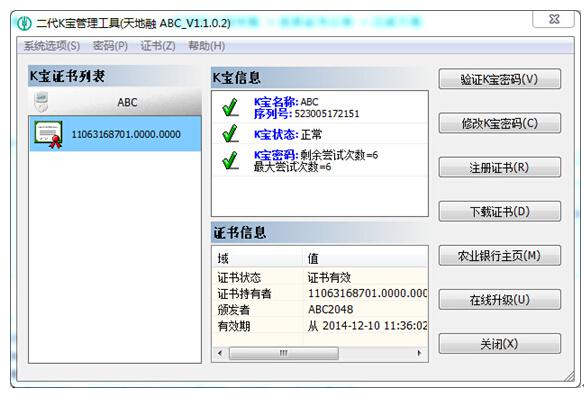 二代K宝管理工具(天地融 ABC_V1.1.0.2)
系统选项(S) 密码(P) 证书(Z) 帮助(H)
K宝证书列表
ABC
11063168701.0000.0000
K宝信息
K宝名称: ABC
序列号: 523005172151
K宝状态: 正常
K宝密码: 剩余尝试次数=6
最大尝试次数=6
证书信息
域 值
证书状态 证书有效
证书持有者 11063168701.0000.000
颁发者 ABC2048
有效期 从 2014-12-10 11:36:02
验证K宝密码(V)
修改K宝密码(C)
注册证书(R)
下载证书(D)
农业银行主页(M)
在线升级(U)
关闭(X)